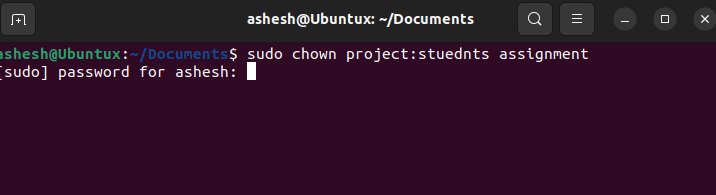 ashesh@Ubuntux: ~/Documents
ashesh@Ubuntux:~/Documents$ sudo chown project:stuednts assignment
[sudo] password for ashesh: